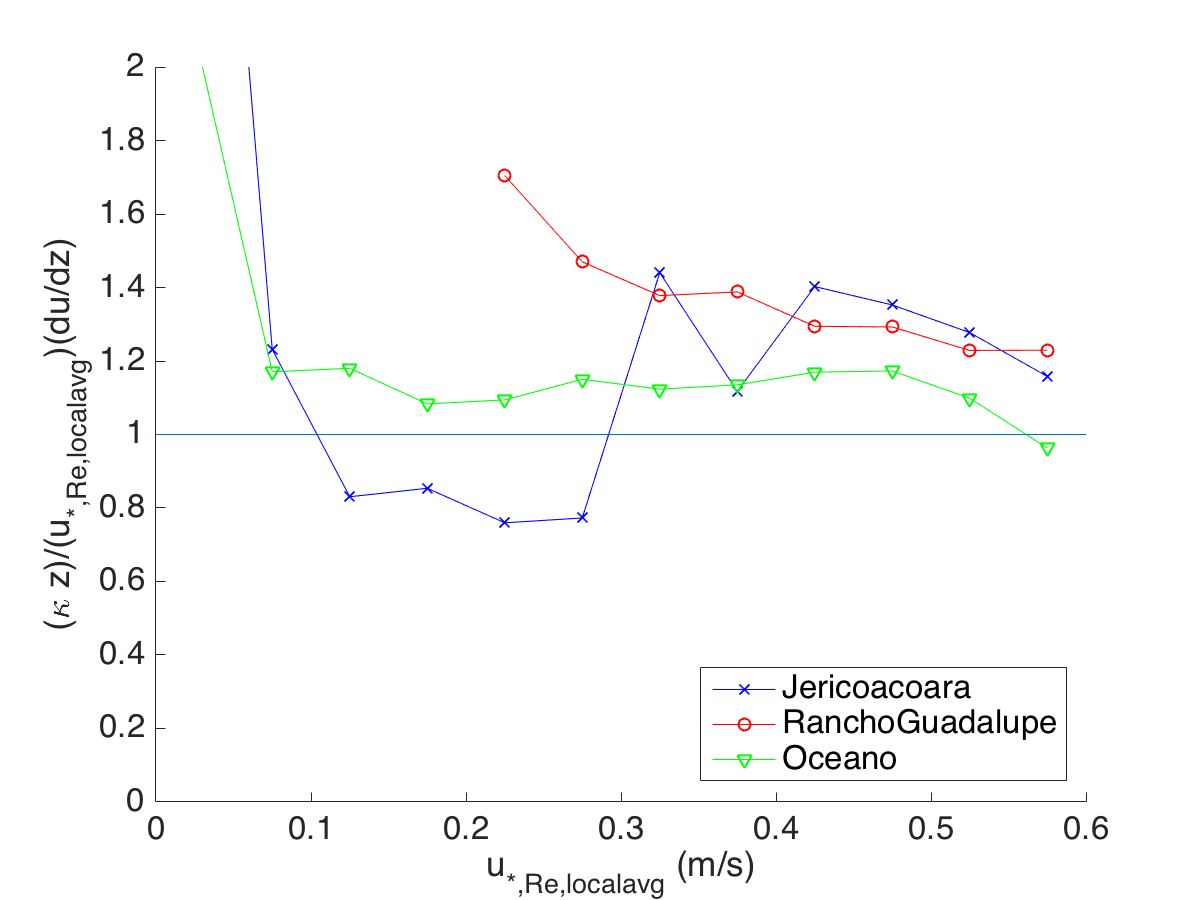 2
1.8
1.6
1.4
1.2
1
0.8
0.6
0.4
0.2
0
(κ z)/(u*,Re,localavg)(du/dz)
Jericoacoara
RanchoGuadalupe
Oceano
0 0.1 0.2 0.3 0.4 0.5 0.6
u*,Re,localavg (m/s)